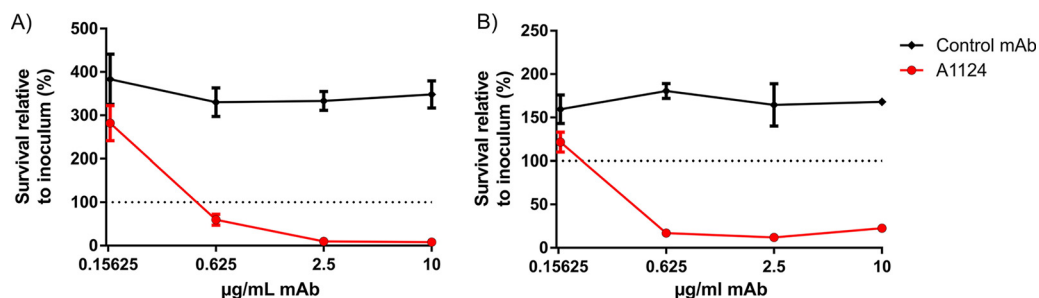 A)
Survival relative
to inoculum (%)
500
400
300
200
100
0
0.15625
0.625
2.5
10
µg/mL mAb
B)
Survival relative
to inoculum (%)
250
200
150
100
50
0
0.15625
0.625
2.5
10
µg/ml mAb
Control mAb
A1124